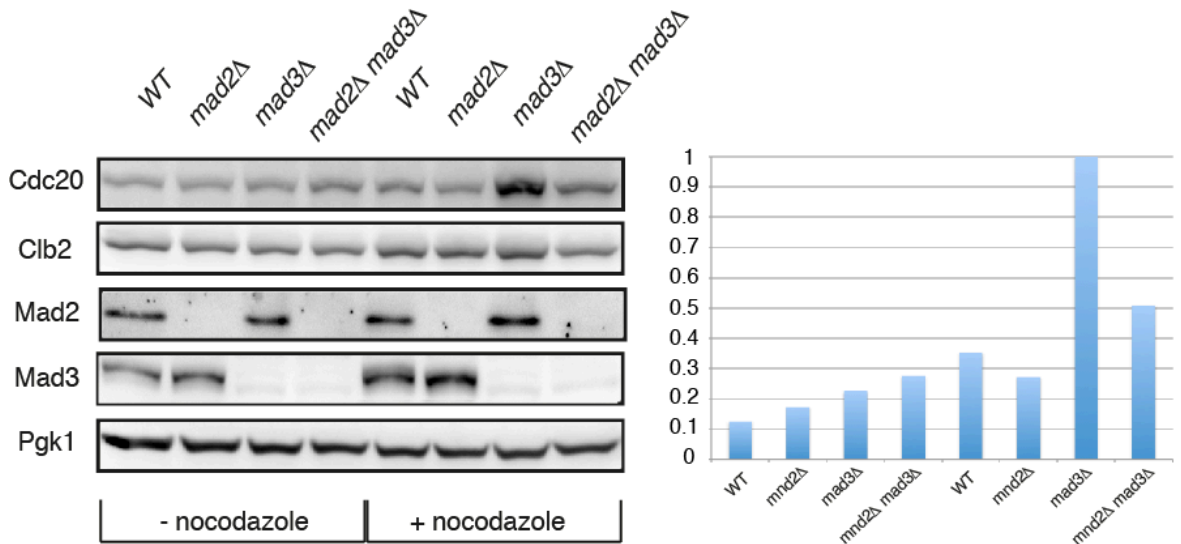 WT mad2Δ mad3Δ mad2Δ mad3Δ WT mad2Δ mad3Δ mad2Δ mad3Δ
Cdc20
Clb2
Mad2
Mad3
Pgk1
- nocodazole + nocodazole
1
0.9
0.8
0.7
0.6
0.5
0.4
0.3
0.2
0.1
0
WT mnd2Δ mad3Δ mnd2Δ mad3Δ WT mnd2Δ mad3Δ mnd2Δ mad3Δ